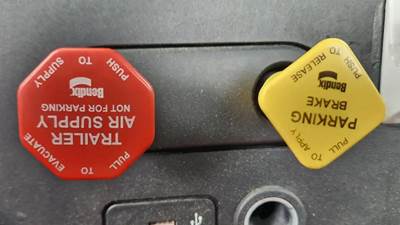 PULL TO EVACUATE
TRAILER
AIR SUPPLY
NOT FOR PARKING
Bendix
PUSH TO SUPPLY
PULL TO APPLY
PARKING
BRAKE
Bendix
PUSH TO RELEASE